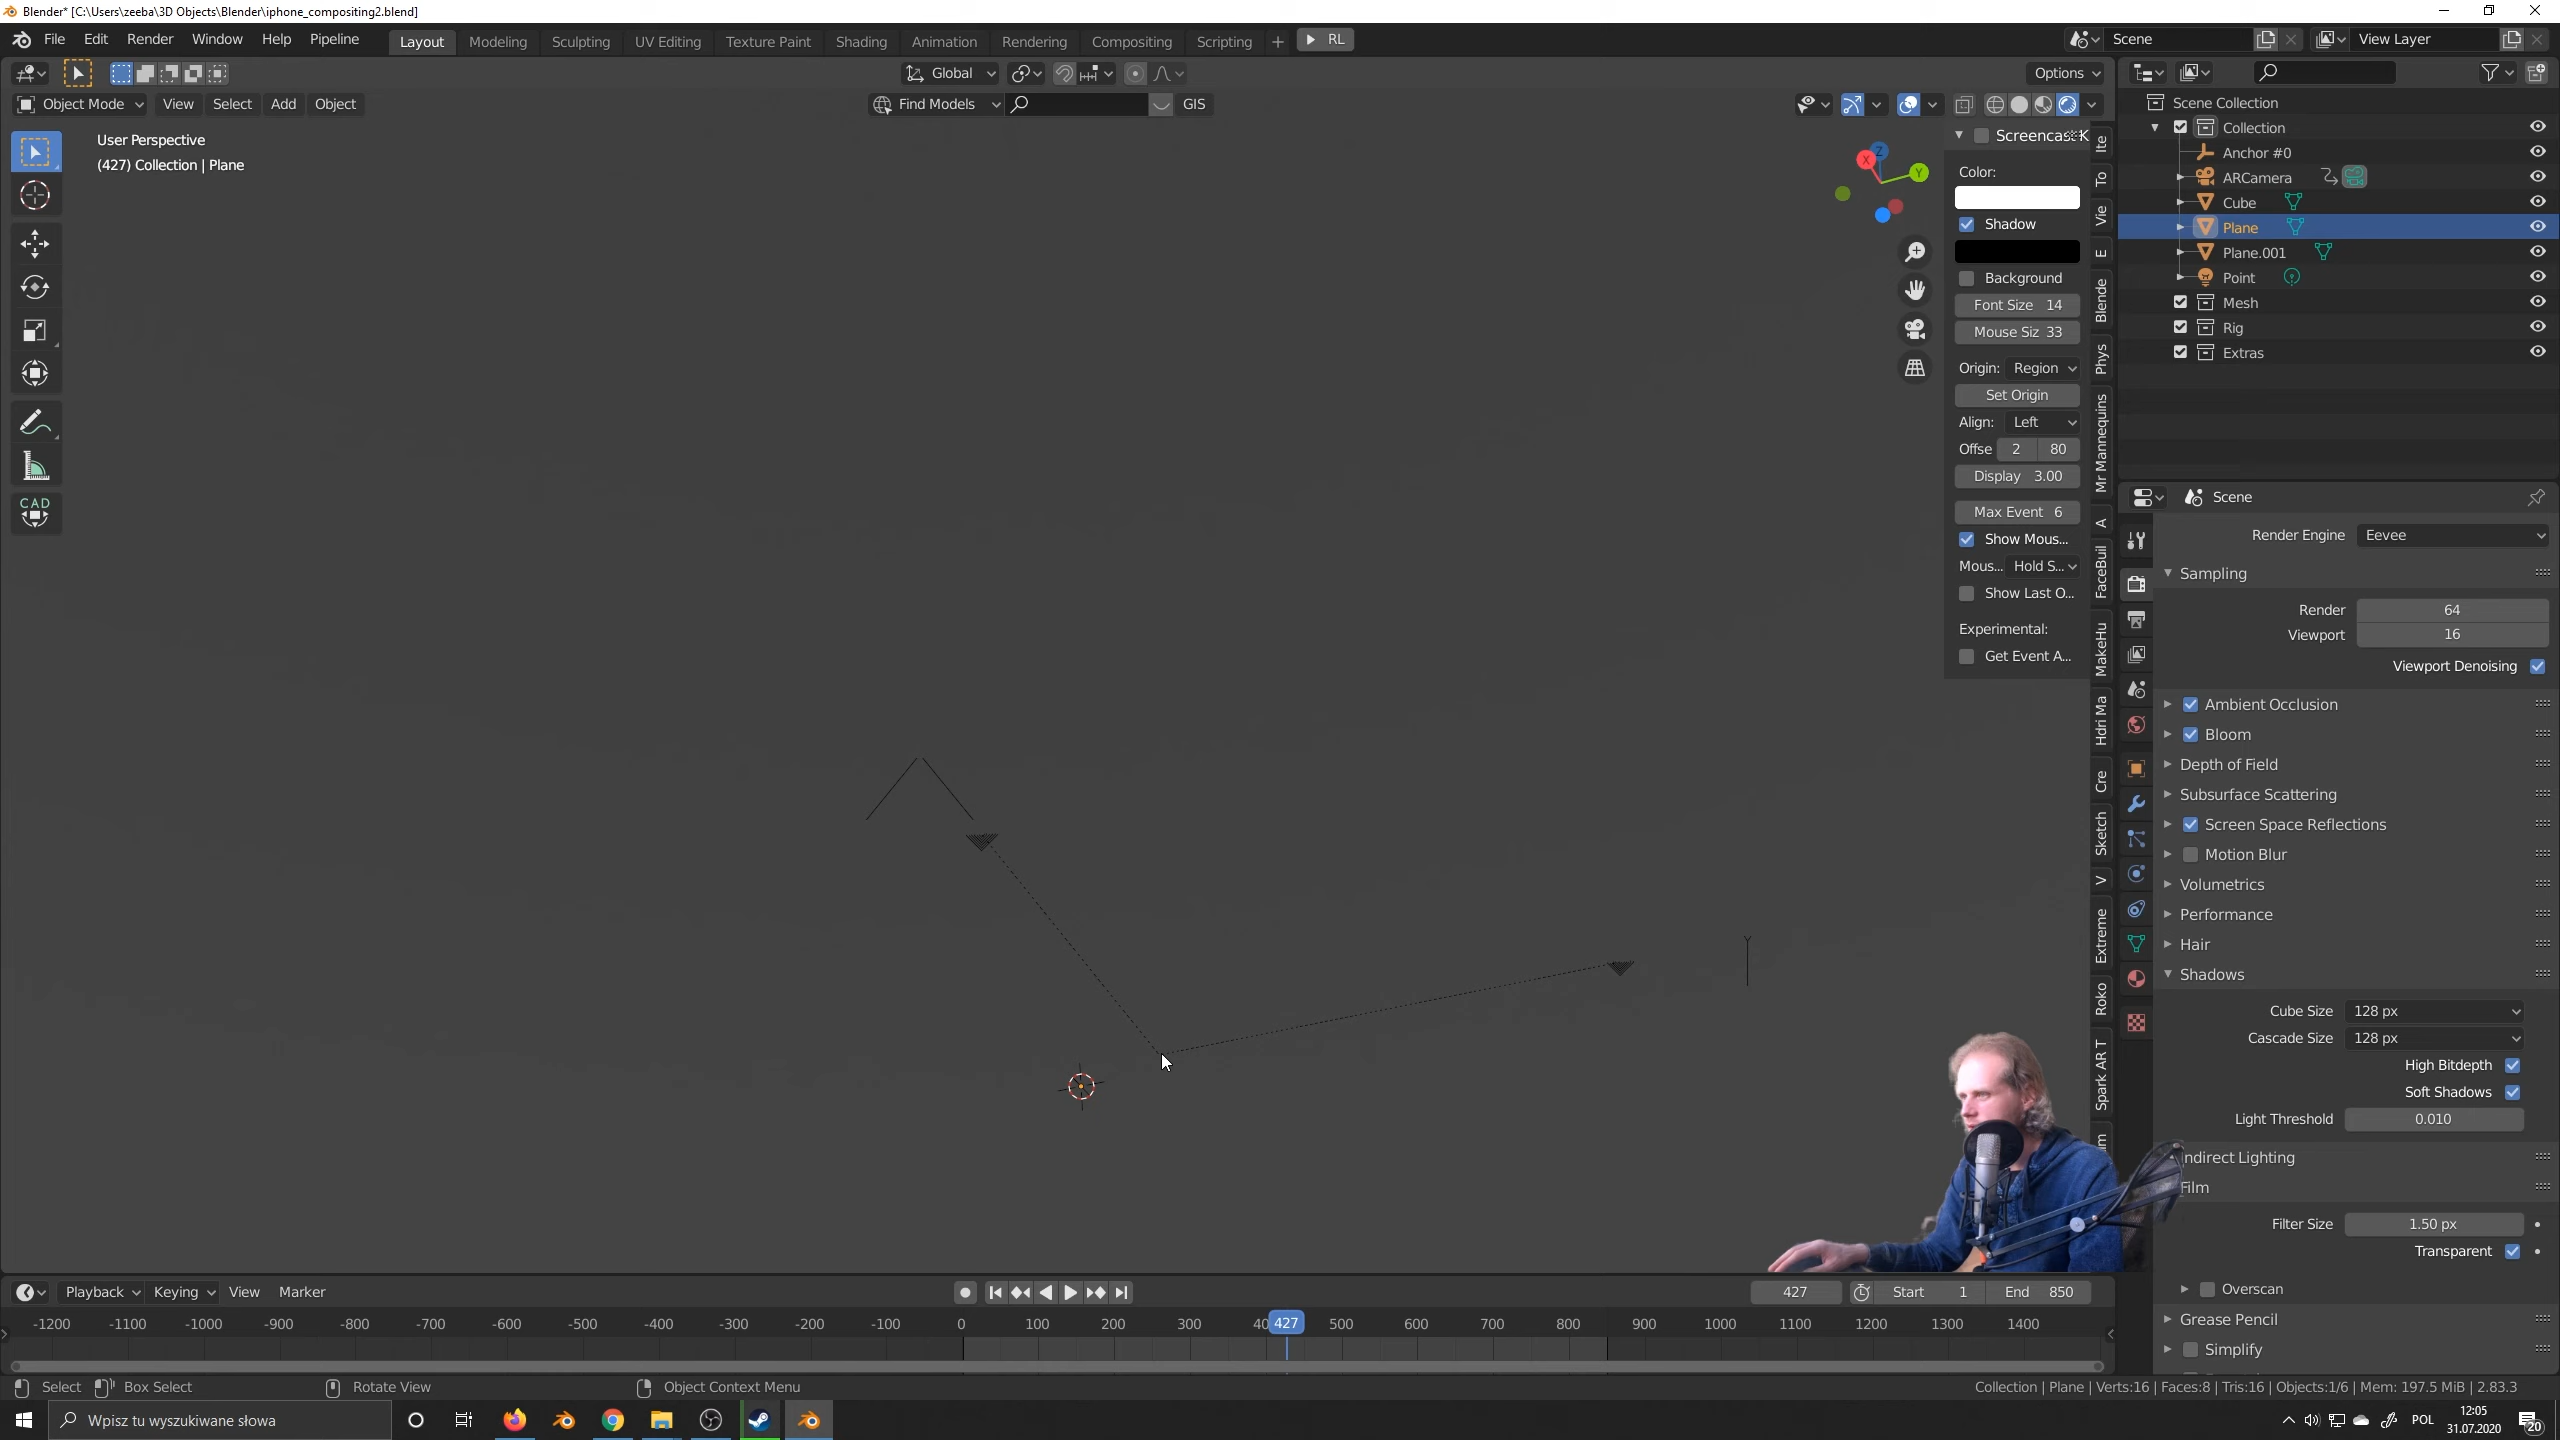 Blender* [C:\Users\zeeba\3D Objects\Blender\iphone_compositing2.blend]
File Edit Render Window Help Pipeline Layout Modeling Sculpting UV Editing Texture Paint Shading Animation Rendering Compositing Scripting + RL Scene View Layer
Global Options
Object Mode View Select Add Object Find Models GIS
User Perspective
(427) Collection | Plane
CAD
X Y Z
Screencast K
Color:
Shadow
Background
Font Size 14
Mouse Siz 33
Origin: Region
Set Origin
Align: Left
Offse 2 80
Display 3.00
Max Event 6
Show Mous...
Mous... Hold S...
Show Last O...
Experimental:
Get Event A...
Ite
To
Vie
E
Blende
Phys
Mr Mannequins
A
FaceBuil
MakeHu
Hdri Ma
Cre
Sketch
V
Extreme
Roko
Spark AR T
m
Y
Scene Collection
Collection
Anchor #0
ARCamera
Cube
Plane
Plane.001
Point
Mesh
Rig
Extras
Scene
Render Engine Eevee
Sampling
Render 64
Viewport 16
Viewport Denoising
Ambient Occlusion
Bloom
Depth of Field
Subsurface Scattering
Screen Space Reflections
Motion Blur
Volumetrics
Performance
Hair
Shadows
Cube Size 128 px
Cascade Size 128 px
High Bitdepth
Soft Shadows
Light Threshold 0.010
Indirect Lighting
Film
Filter Size 1.50 px
Transparent
Overscan
Grease Pencil
Simplify
Playback Keying View Marker 427 Start 1 End 850
-1200 -1100 -1000 -900 -800 -700 -600 -500 -400 -300 -200 -100 0 100 200 300 40 427 500 600 700 800 900 1000 1100 1200 1300 1400
Select Box Select Rotate View Object Context Menu Collection | Plane | Verts:16 | Faces:8 | Tris:16 | Objects:1/6 | Mem: 197.5 MiB | 2.83.3
Wpisz tu wyszukiwane słowa POL 12:05
31.07.2020 20